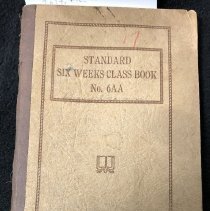 STANDARD
SIX WEEKS CLASS BOOK
No. 6AA